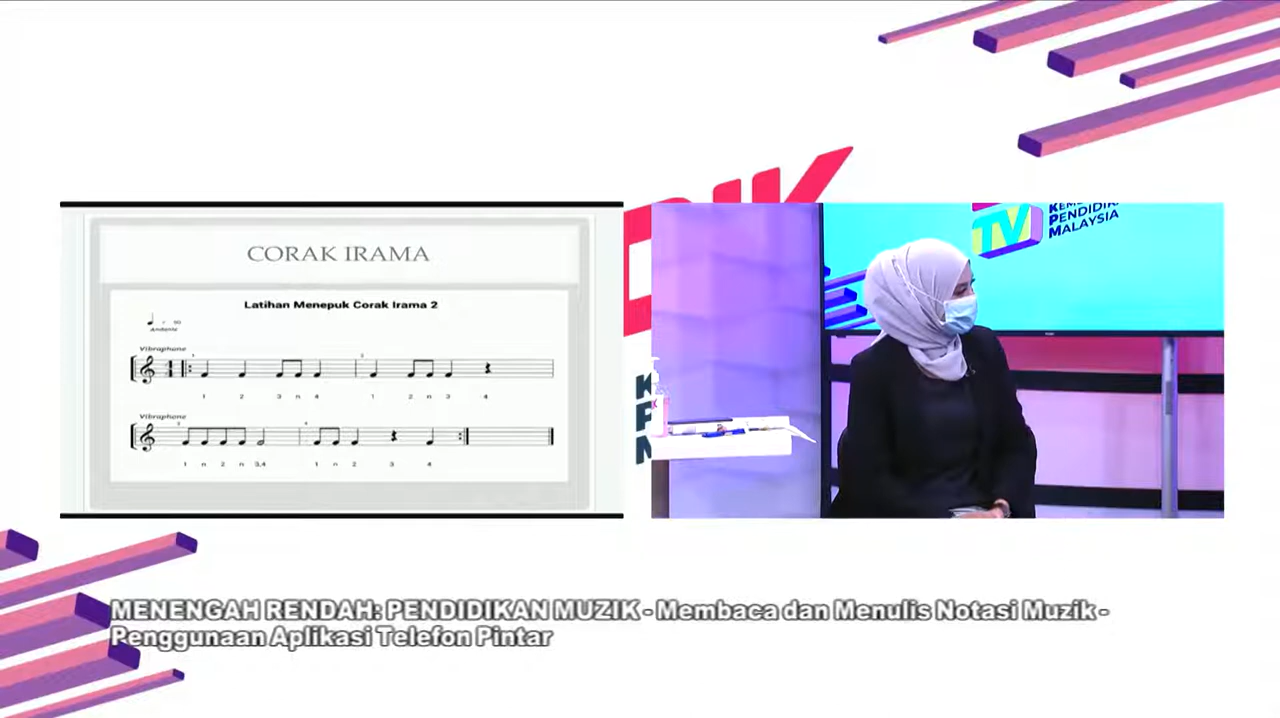 CORAK IRAMA
Latihan Menepuk Corak Irama 2
Andante
Vibraphone
1 2 3 n 4 1 2 n 3 4
Vibraphone
1 n 2 n 3,4 1 n 2 3 4
TV
PENDIDIK
MALAYSIA
MENENGAH RENDAH: PENDIDIKAN MUZIK - Membaca dan Menulis Notasi Muzik -
Penggunaan Aplikasi Telefon Pintar